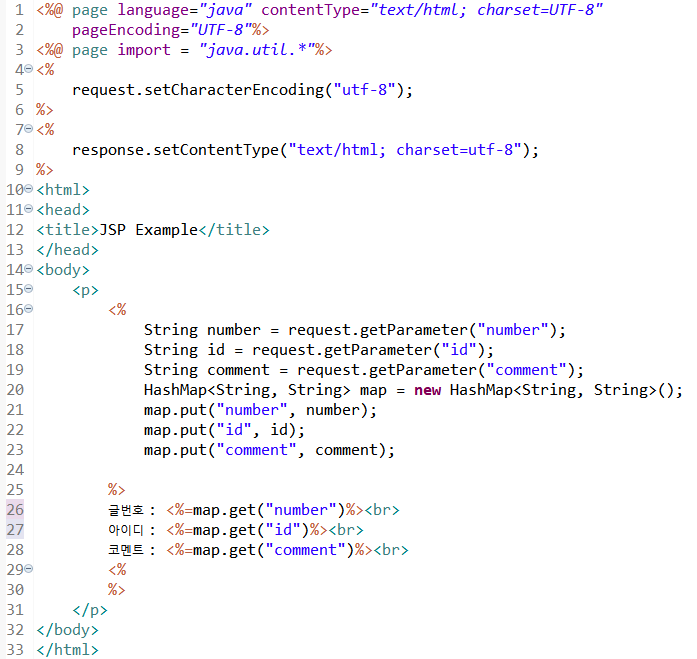 1 <%@ page language="java" contentType="text/html; charset=UTF-8"
2     pageEncoding="UTF-8"%>
3 <%@ page import = "java.util.*"%>
4 <%
5     request.setCharacterEncoding("utf-8");
6 %>
7 <%
8     response.setContentType("text/html; charset=utf-8");
9 %>
10 <html>
11 <head>
12 <title>JSP Example</title>
13 </head>
14 <body>
15     <p>
16         <%
17             String number = request.getParameter("number");
18             String id = request.getParameter("id");
19             String comment = request.getParameter("comment");
20             HashMap<String, String> map = new HashMap<String, String>();
21             map.put("number", number);
22             map.put("id", id);
23             map.put("comment", comment);
24
25         %>
26         글번호 : <%=map.get("number")%><br>
27         아이디 : <%=map.get("id")%><br>
28         코멘트 : <%=map.get("comment")%><br>
29         <%
30         %>
31     </p>
32 </body>
33 </html>